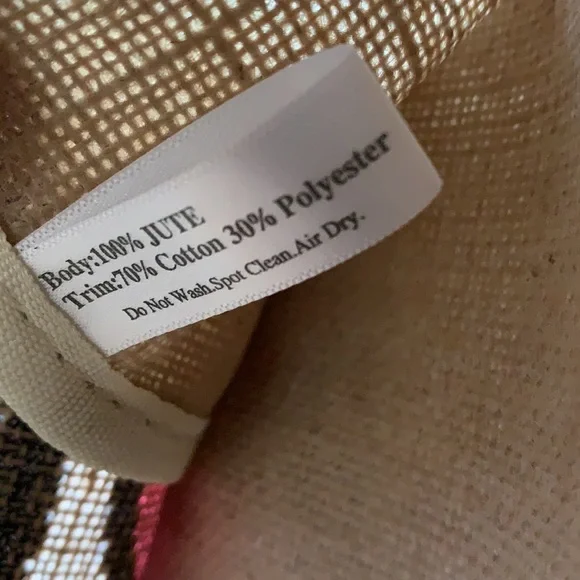 Body:100% JUTE
Trim:70% Cotton 30% Polyester
Do Not Wash.Spot Clean.Air Dry.